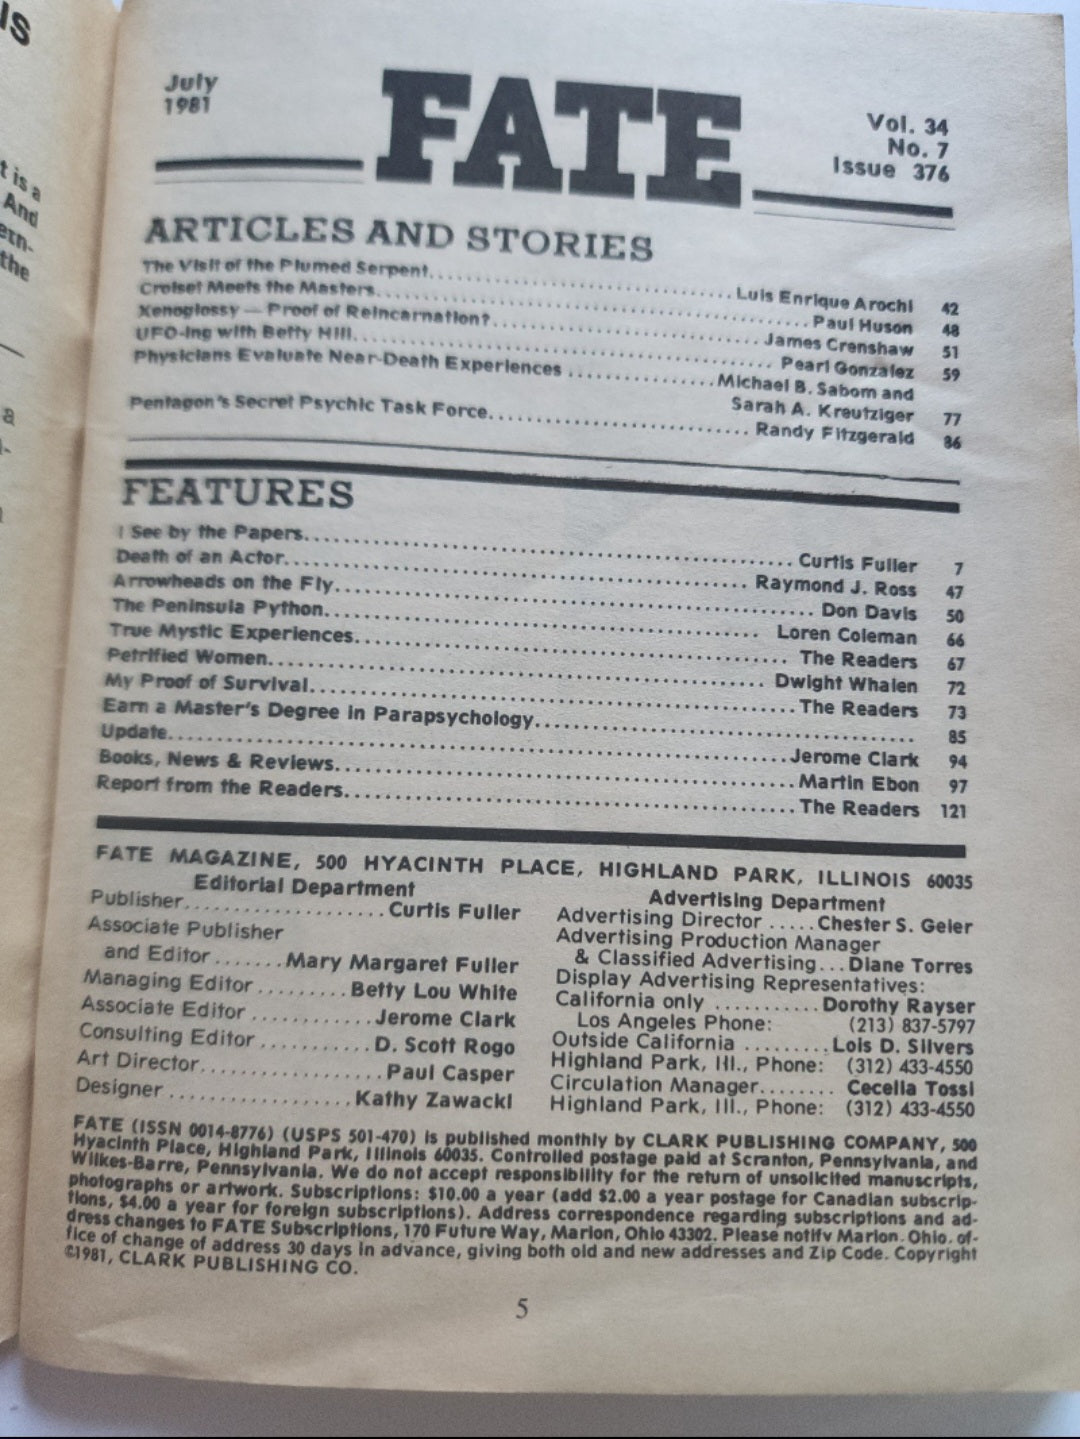 July
1981
FATE
Vol. 34
No. 7
Issue 376
ARTICLES AND STORIES
The Visit of the Plumed Serpent.......... Luis Enrique Arochi 42
Croiset Meets the Masters.......... Paul Huson 48
Xenoglossy — Proof of Reincarnation?.......... James Crenshaw 51
UFO-ing with Betty Hill.......... Pearl Gonzalez 59
Physicians Evaluate Near-Death Experiences .......... Michael B. Sabom and
Sarah A. Kreutziger 77
Pentagon's Secret Psychic Task Force.......... Randy Fitzgerald 86
FEATURES
I See by the Papers.......... Curtis Fuller 7
Death of an Actor.......... Raymond J. Ross 47
Arrowheads on the Fly.......... Don Davis 50
The Peninsula Python.......... Loren Coleman 66
True Mystic Experiences.......... The Readers 67
Petrified Women.......... Dwight Whalen 72
My Proof of Survival.......... The Readers 73
Earn a Master's Degree in Parapsychology.......... 85
Update.......... Jerome Clark 94
Books, News & Reviews.......... Martin Ebon 97
Report from the Readers.......... The Readers 121
FATE MAGAZINE, 500 HYACINTH PLACE, HIGHLAND PARK, ILLINOIS 60035
Editorial Department
Publisher.......... Curtis Fuller
Associate Publisher
and Editor ....... Mary Margaret Fuller
Managing Editor ......... Betty Lou White
Associate Editor ............ Jerome Clark
Consulting Editor ........... D. Scott Rogo
Art Director.................. Paul Casper
Designer .................. Kathy Zawacki
Advertising Department
Advertising Director ..... Chester S. Geier
Advertising Production Manager
& Classified Advertising... Diane Torres
Display Advertising Representatives:
California only ........... Dorothy Rayser
Los Angeles Phone: (213) 837-5797
Outside California ......... Lois D. Silvers
Highland Park, Ill., Phone: (312) 433-4550
Circulation Manager........ Cecelia Tossi
Highland Park, Ill., Phone: (312) 433-4550
FATE (ISSN 0014-8776) (USPS 501-470) is published monthly by CLARK PUBLISHING COMPANY, 500
Hyacinth Place, Highland Park, Illinois 60035. Controlled postage paid at Scranton, Pennsylvania, and
Wilkes-Barre, Pennsylvania. We do not accept responsibility for the return of unsolicited manuscripts,
photographs or artwork. Subscriptions: $10.00 a year (add $2.00 a year postage for Canadian subscrip-
tions, $4.00 a year for foreign subscriptions). Address correspondence regarding subscriptions and ad-
dress changes to FATE Subscriptions, 170 Future Way, Marion, Ohio 43302. Please notify Marion, Ohio, of-
fice of change of address 30 days in advance, giving both old and new addresses and Zip Code. Copyright
©1981, CLARK PUBLISHING CO.
5